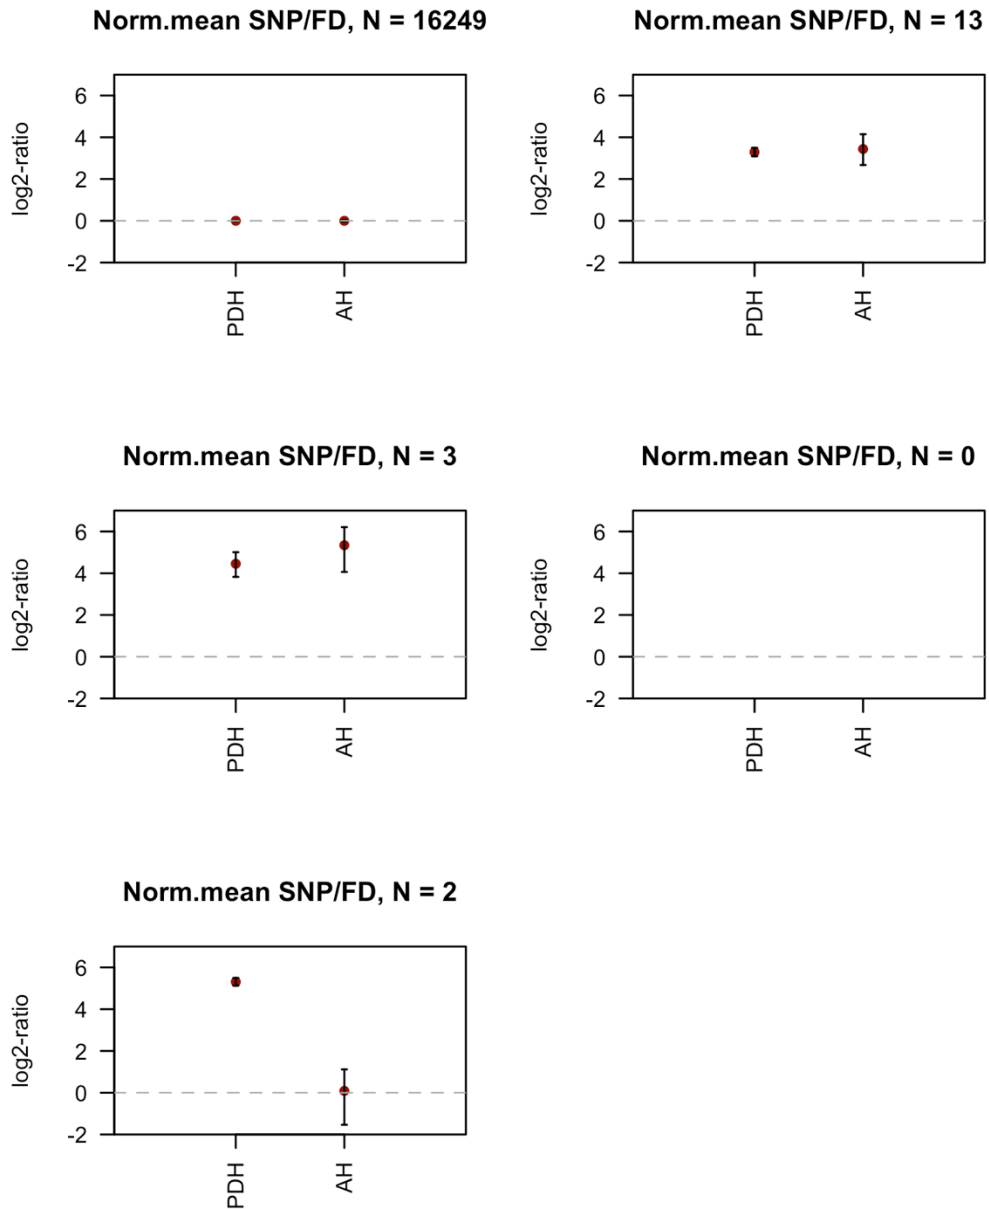 Norm.mean SNP/FD, N = 16249
6
4
2
0
-2
log2-ratio
PDH
AH
Norm.mean SNP/FD, N = 13
6
4
2
0
-2
log2-ratio
PDH
AH
Norm.mean SNP/FD, N = 3
6
4
2
0
-2
log2-ratio
PDH
AH
Norm.mean SNP/FD, N = 0
6
4
2
0
-2
log2-ratio
PDH
AH
Norm.mean SNP/FD, N = 2
6
4
2
0
-2
log2-ratio
PDH
AH